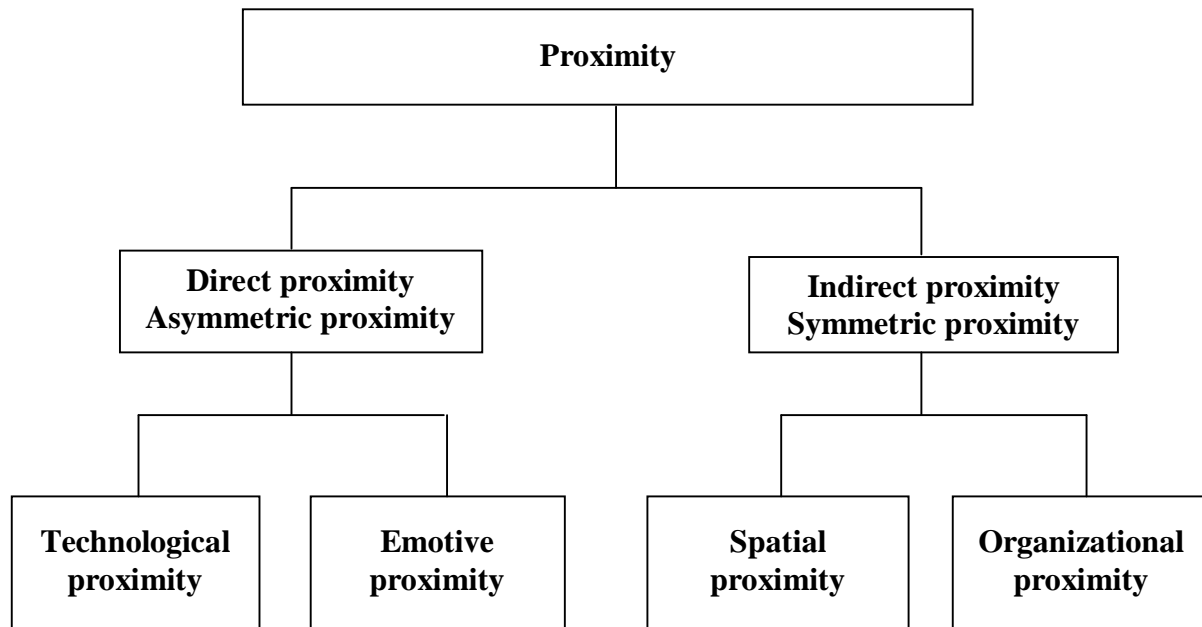 Proximity
Direct proximity
Asymmetric proximity
Indirect proximity
Symmetric proximity
Technological
proximity
Emotive
proximity
Spatial
proximity
Organizational
proximity